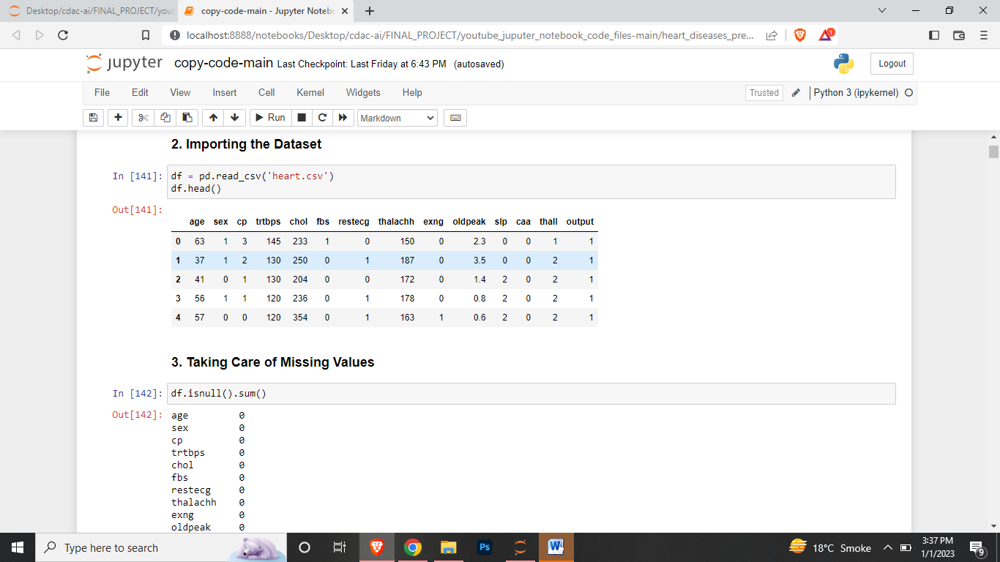 Desktop/cdac-ai/FINAL_PROJECT/yout
copy-code-main - Jupyter Notebo
localhost:8888/notebooks/Desktop/cdac-ai/FINAL_PROJECT/youtube_juputer_notebook_code_files-main/heart_diseases_pre...
1
jupyter copy-code-main Last Checkpoint: Last Friday at 6:43 PM (autosaved)
Logout
File Edit View Insert Cell Kernel Widgets Help
Trusted Python 3 (ipykernel)
Run Markdown
2. Importing the Dataset
In [141]: df = pd.read_csv('heart.csv')
df.head()
Out[141]:
age sex cp trtbps chol fbs restecg thalachh exng oldpeak slp caa thall output
0 63 1 3 145 233 1 0 150 0 2.3 0 0 1 1
1 37 1 2 130 250 0 1 187 0 3.5 0 0 2 1
2 41 0 1 130 204 0 0 172 0 1.4 2 0 2 1
3 56 1 1 120 236 0 1 178 0 0.8 2 0 2 1
4 57 0 0 120 354 0 1 163 1 0.6 2 0 2 1
3. Taking Care of Missing Values
In [142]: df.isnull().sum()
Out[142]: age 0
sex 0
cp 0
trtbps 0
chol 0
fbs 0
restecg 0
thalachh 0
exng 0
oldpeak 0
Type here to search
Ps
W
18°C Smoke
3:37 PM
1/1/2023
9